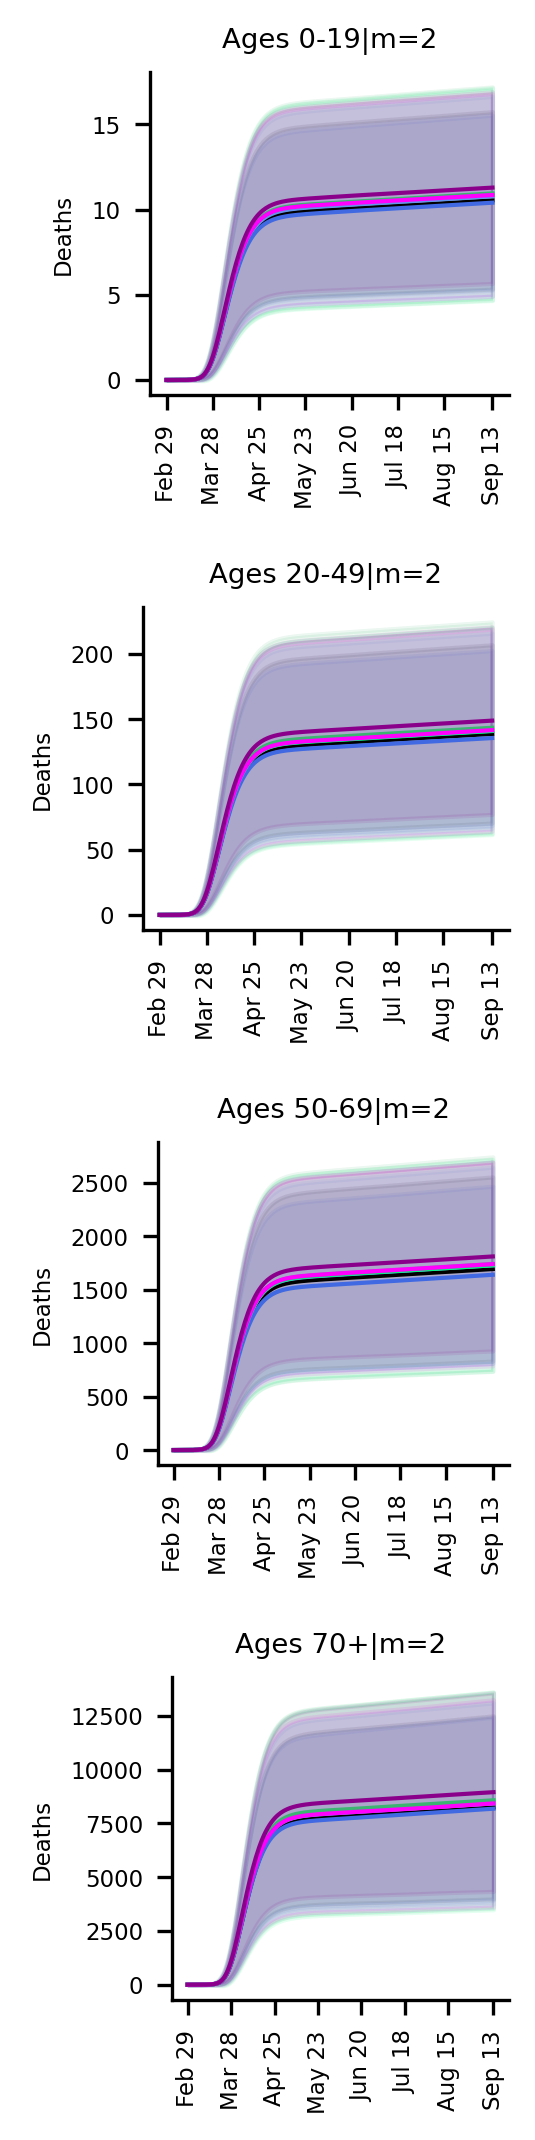 Ages 0-19|m=2
Deaths
15
10
5
0
Feb 29
Mar 28
Apr 25
May 23
Jun 20
Jul 18
Aug 15
Sep 13
Ages 20-49|m=2
Deaths
200
150
100
50
0
Feb 29
Mar 28
Apr 25
May 23
Jun 20
Jul 18
Aug 15
Sep 13
Ages 50-69|m=2
Deaths
2500
2000
1500
1000
500
0
Feb 29
Mar 28
Apr 25
May 23
Jun 20
Jul 18
Aug 15
Sep 13
Ages 70+|m=2
Deaths
12500
10000
7500
5000
2500
0
Feb 29
Mar 28
Apr 25
May 23
Jun 20
Jul 18
Aug 15
Sep 13